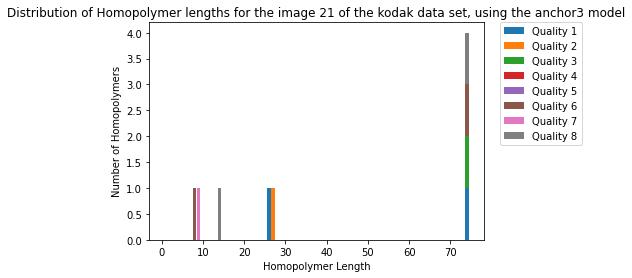 Distribution of Homopolymer lengths for the image 21 of the kodak data set, using the anchor3 model
Number of Homopolymers
4.0
3.5
3.0
2.5
2.0
1.5
1.0
0.5
0.0
0 10 20 30 40 50 60 70
Homopolymer Length
Quality 1
Quality 2
Quality 3
Quality 4
Quality 5
Quality 6
Quality 7
Quality 8